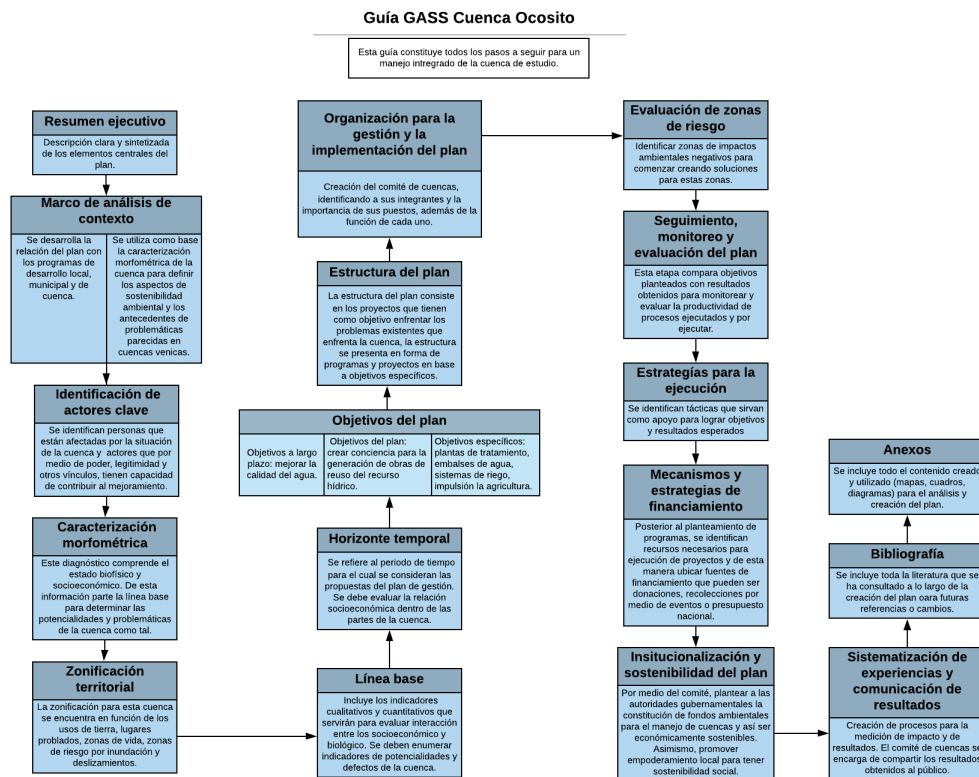 Guía GASS Cuenca Ocosito
Esta guía constituye todos los pasos a seguir para un
manejo intregrado de la cuenca de estudio.
Resumen ejecutivo
Descripción clara y sintetizada
de los elementos centrales del
plan.
Marco de análisis de
contexto
Se desarrolla la
relación del plan con
los programas de
desarrollo local,
municipal y de
cuenca.
Se utiliza como base
la caracterización
morfométrica de la
cuenca para definir
los aspectos de
sostenibilidad
ambiental y los
antecedentes de
problemáticas
parecidas en
cuencas venicas.
Identificación de
actores clave
Se identifican personas que
están afectadas por la situación
de la cuenca y actores que por
medio de poder, legitimidad y
otros vínculos, tienen capacidad
de contribuir al mejoramiento.
Caracterización
morfométrica
Este diagnóstico comprende el
estado biofísico y
socioeconómico. De esta
información parte la línea base
para determinar las
potencialidades y problemáticas
de la cuenca como tal.
Zonificación
territorial
La zonificación para esta cuenca
se encuentra en función de los
usos de tierra, lugares
problados, zonas de vida, zonas
de riesgo por inundación y
deslizamientos.
Línea base
Incluye los indicadores
cualitativos y cuantitativos que
servirán para evaluar interacción
entre los socioeconómico y
biológico. Se deben enumerar
indicadores de potencialidades y
defectos de la cuenca.
Horizonte temporal
Se refiere al periodo de tiempo
para el cual se consideran las
propuestas del plan de gestión.
Se debe evaluar la relación
socioeconómica dentro de las
partes de la cuenca.
Objetivos del plan
Objetivos a largo
plazo: mejorar la
calidad del agua.
Objetivos del plan:
crear conciencia para la
generación de obras de
reuso del recurso
hídrico.
Objetivos específicos:
plantas de tratamiento,
embalses de agua,
sistemas de riego,
impulsión la agricultura.
Estructura del plan
La estructura del plan consiste
en los proyectos que tienen
como objetivo enfrentar los
problemas existentes que
enfrenta la cuenca, la estructura
se presenta en forma de
programas y proyectos en base
a objetivos específicos.
Organización para la
gestión y la
implementación del plan
Creación del comité de cuencas,
identificando a sus integrantes y la
importancia de sus puestos, además de la
función de cada uno.
Evaluación de zonas
de riesgo
Identificar zonas de impactos
ambientales negativos para
comenzar creando soluciones
para estas zonas.
Seguimiento,
monitoreo y
evaluación del plan
Esta etapa compara objetivos
planteados con resultados
obtenidos para monitorear y
evaluar la productividad de
procesos ejecutados y por
ejecutar.
Estrategías para la
ejecución
Se identifican tácticas que sirvan
como apoyo para lograr objetivos
y resultados esperados
Mecanismos y
estrategias de
financiamiento
Posterior al planteamiento de
programas, se identifican
recursos necesarios para
ejecución de proyectos y de esta
manera ubicar fuentes de
financiamiento que pueden ser
donaciones, recolecciones por
medio de eventos o presupuesto
nacional.
Insitucionalización y
sostenibilidad del plan
Por medio del comité, plantear a las
autoridades gubernamentales la
constitución de fondos ambientales
para el manejo de cuencas y así ser
económicamente sostenibles.
Asimismo, promover
empoderamiento local para tener
sostenibilidad social.
Sistematización de
experiencias y
comunicación de
resultados
Creación de procesos para la
medición de impacto y de
resultados. El comité de cuencas se
encarga de compartir los resultados
obtenidos al público.
Bibliografía
Se incluye toda la literatura que se
ha consultado a lo largo de la
creación del plan oara futuras
referencias o cambios.
Anexos
Se incluye todo el contenido creado
y utilizado (mapas, cuadros,
diagramas) para el análisis y
creación del plan.